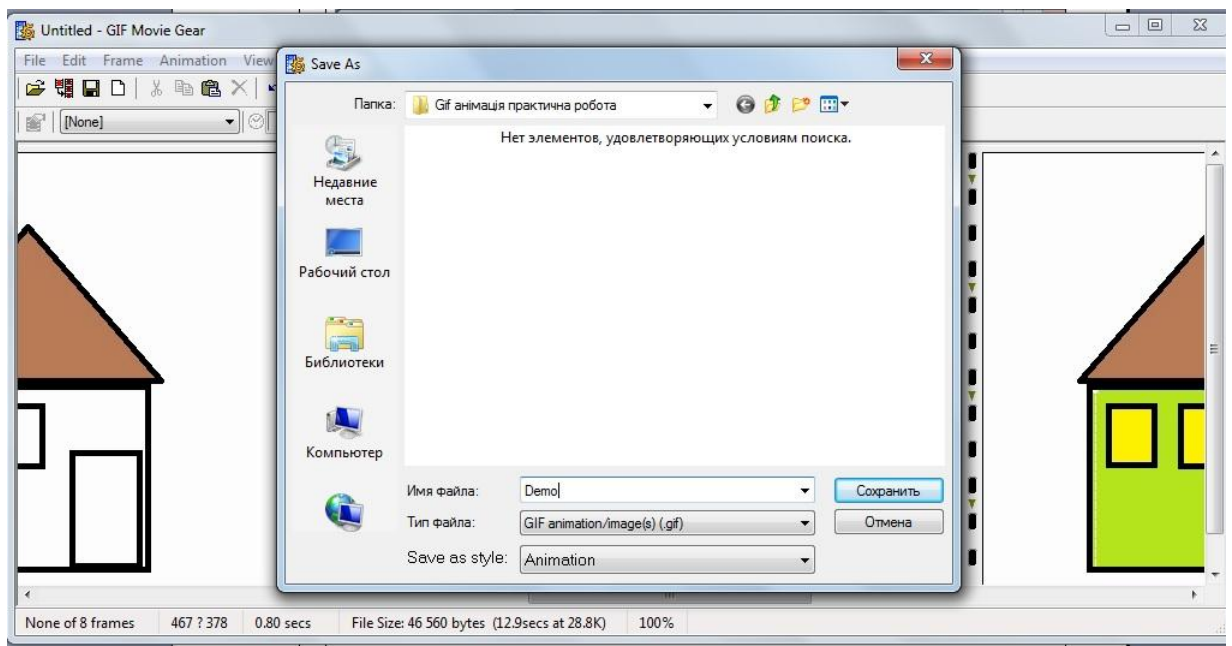 Untitled - GIF Movie Gear
File Edit Frame Animation View
[None]
Save As
Папка: Gif анімація практична робота
Нет элементов, удовлетворяющих условиям поиска.
Недавние
места
Рабочий стол
Библиотеки
Компьютер
Имя файла: Demo Сохранить
Тип файла: GIF animation/image(s) (.gif) Отмена
Save as style: Animation
None of 8 frames 467 ? 378 0.80 secs File Size: 46 560 bytes (12.9secs at 28.8K) 100%